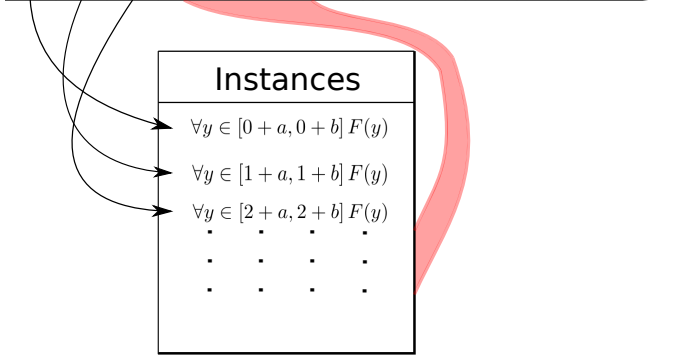 Instances
∀y ∈ [0 + a, 0 + b] F(y)
∀y ∈ [1 + a, 1 + b] F(y)
∀y ∈ [2 + a, 2 + b] F(y)